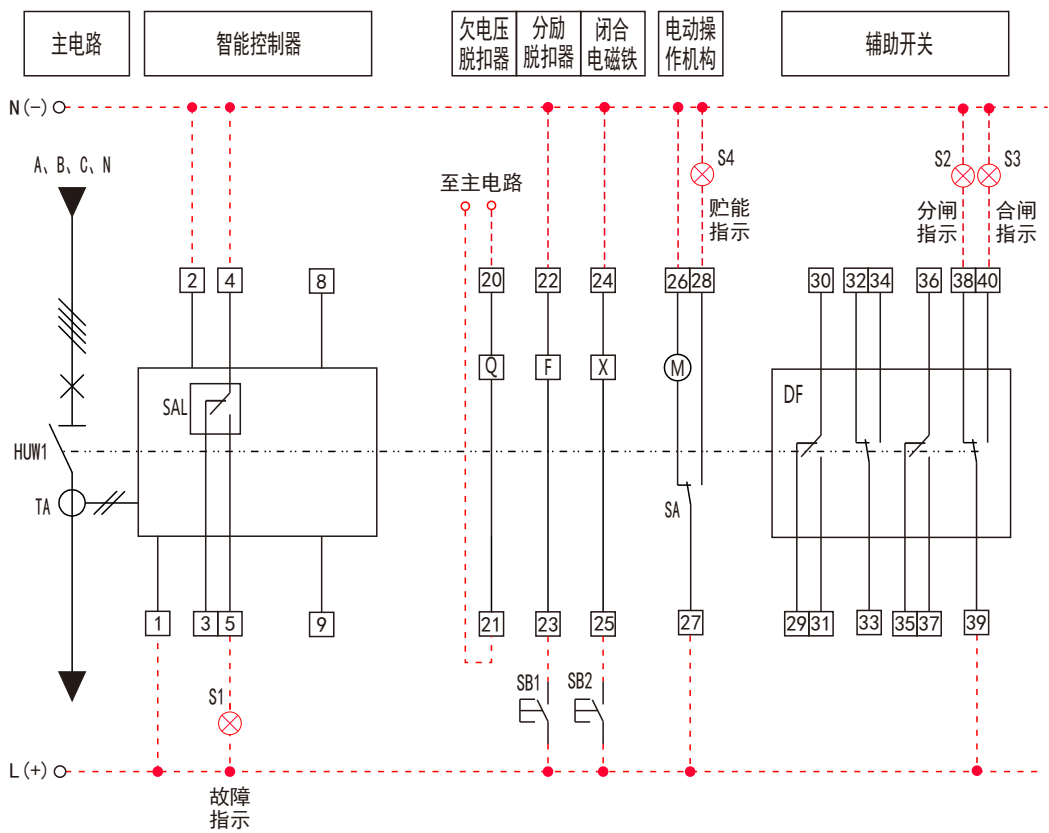 主电路
智能控制器
欠电压
脱扣器
分励
脱扣器
闭合
电磁铁
电动操
作机构
辅助开关
N(−)
A、B、C、N
S4
S2
S3
至主电路
贮能
指示
分闸
指示
合闸
指示
2
4
8
20
22
24
26
28
30
32
34
36
38
40
Q
F
X
M
SAL
DF
HUW1
TA
SA
1
3
5
9
21
23
25
27
29
31
33
35
37
39
S1
SB1
SB2
L(+)
故障
指示